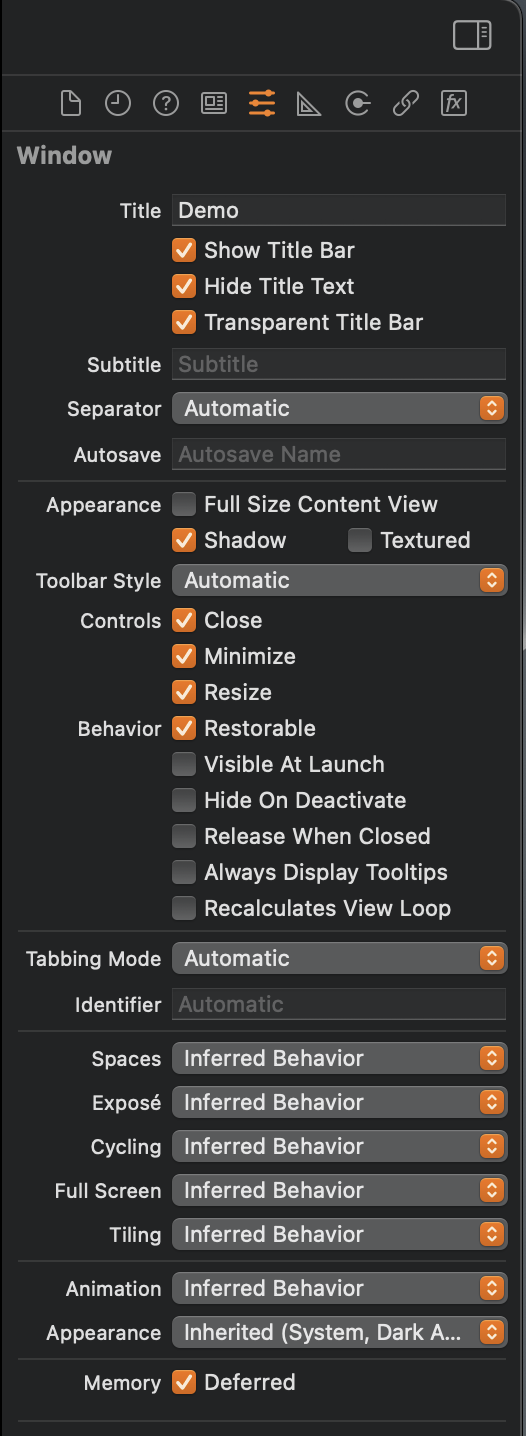 Window
Title Demo
Show Title Bar
Hide Title Text
Transparent Title Bar
Subtitle Subtitle
Separator Automatic
Autosave Autosave Name
Appearance Full Size Content View
Shadow Textured
Toolbar Style Automatic
Controls Close
Minimize
Resize
Behavior Restorable
Visible At Launch
Hide On Deactivate
Release When Closed
Always Display Tooltips
Recalculates View Loop
Tabbing Mode Automatic
Identifier Automatic
Spaces Inferred Behavior
Exposé Inferred Behavior
Cycling Inferred Behavior
Full Screen Inferred Behavior
Tiling Inferred Behavior
Animation Inferred Behavior
Appearance Inherited (System, Dark A...
Memory Deferred